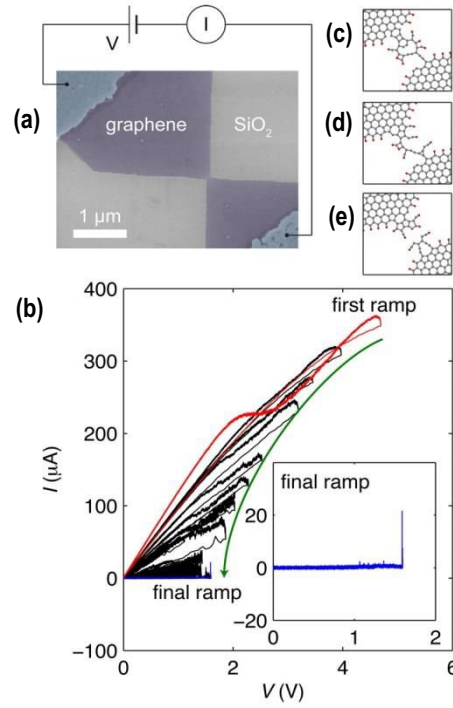 V
I
(a)
graphene
SiO2
1 μm
(c)
(d)
(e)
(b)
400
300
200
100
0
−100
I (μA)
first ramp
final ramp
final ramp
20
0
−20
0
1
2
0
2
4
6
V (V)